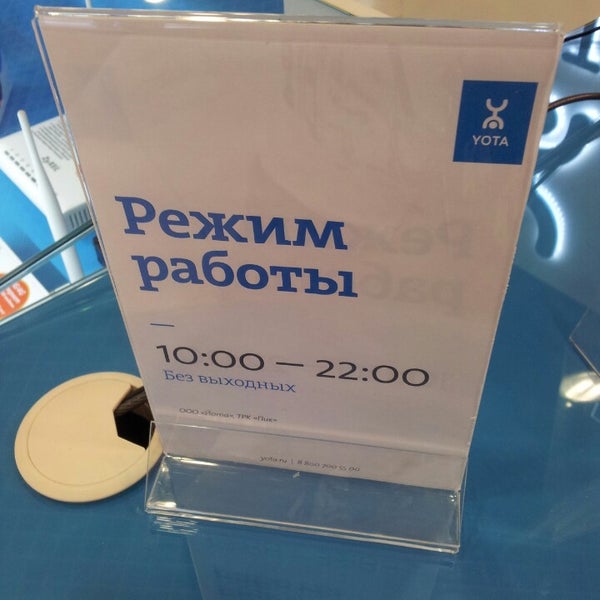 YOTA
Режим
работы
10:00 — 22:00
Без выходных
ООО «Йота», ТРК «Пик»
yota.ru | 8 800 700 55 00